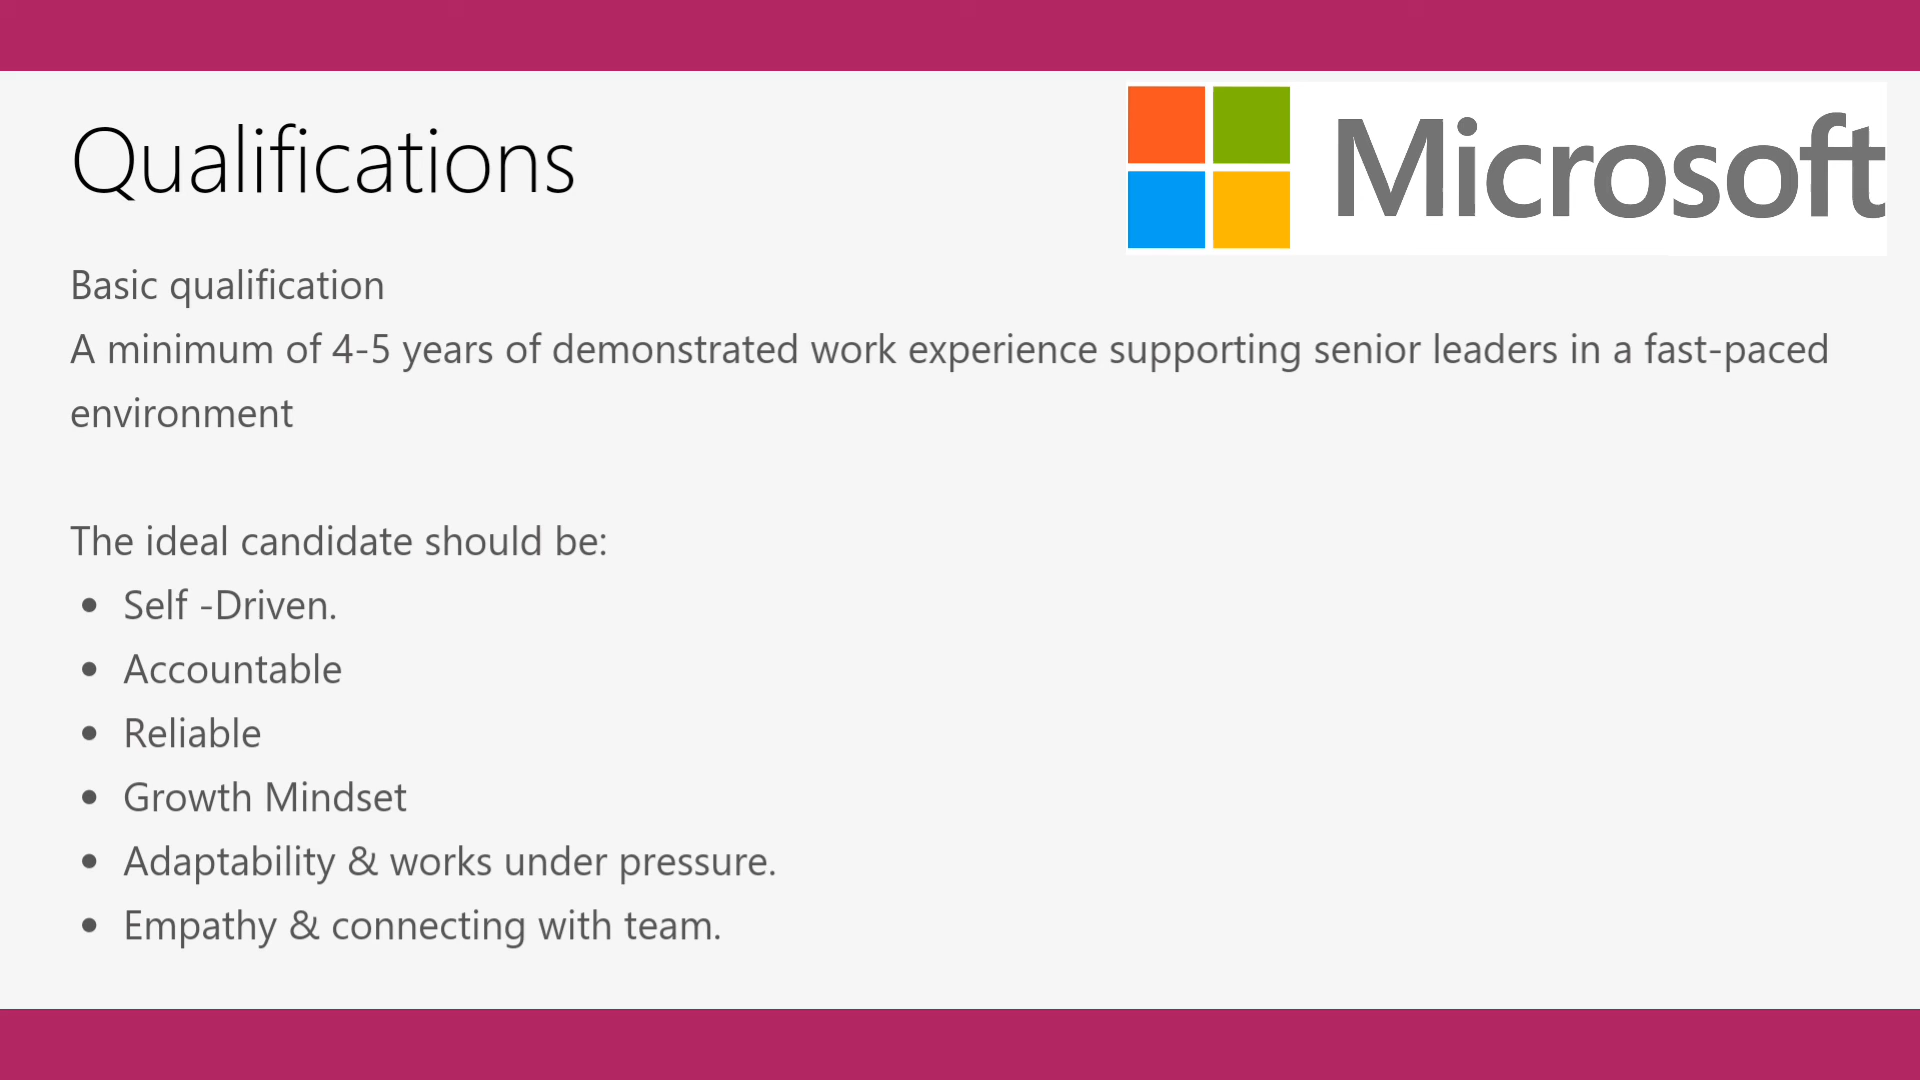 Microsoft
Qualifications
Basic qualification
A minimum of 4-5 years of demonstrated work experience supporting senior leaders in a fast-paced
environment
The ideal candidate should be:
• Self -Driven.
• Accountable
• Reliable
• Growth Mindset
• Adaptability & works under pressure.
• Empathy & connecting with team.